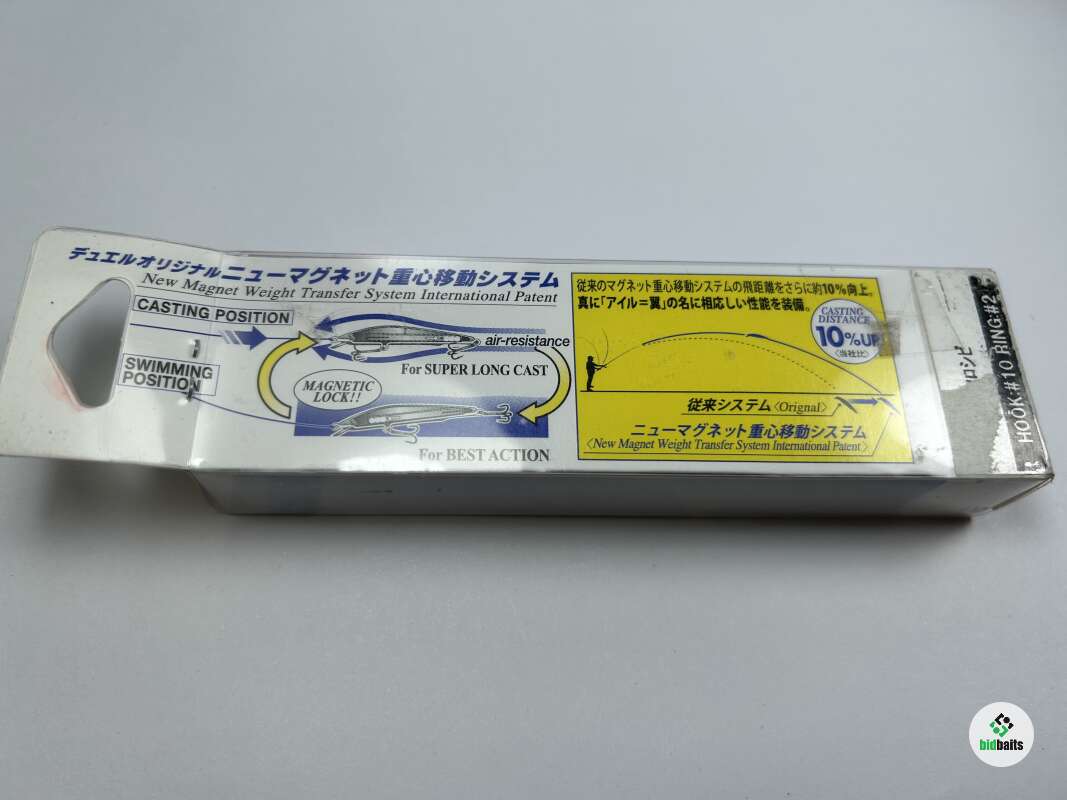 デュエルオリジナルニューマグネット重心移動システム
New Magnet Weight Transfer System International Patent
CASTING POSITION
SWIMMING
POSITION
air-resistance
For SUPER LONG CAST
MAGNETIC
LOCK!!
For BEST ACTION
従来のマグネット重心移動システムの飛距離をさらに約10%向上。
真に「アイル＝翼」の名に相応しい性能を装備。
CASTING
DISTANCE
10%UP
〈当社比〉
従来システム〈Orignal〉
ニューマグネット重心移動システム
〈New Magnet Weight Transfer System International Patent〉
HOOK:#10 RING:#2
bidbaits